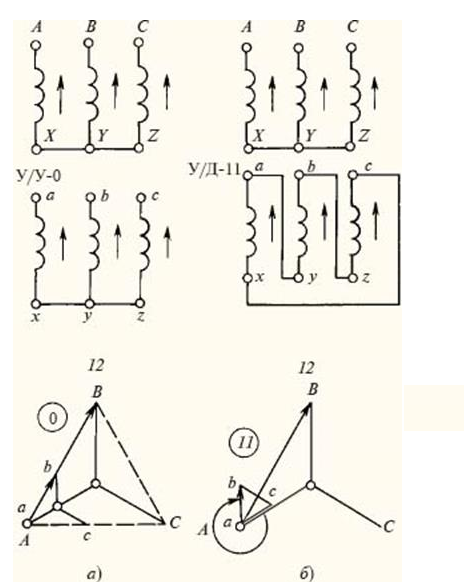 A B C A B C
X Y Z X Y Z
У/У-0 У/Д-11
a b c a b c
x y z x y z
12 12
B B
0 11
b b c
a a
A c C A C
а) б)